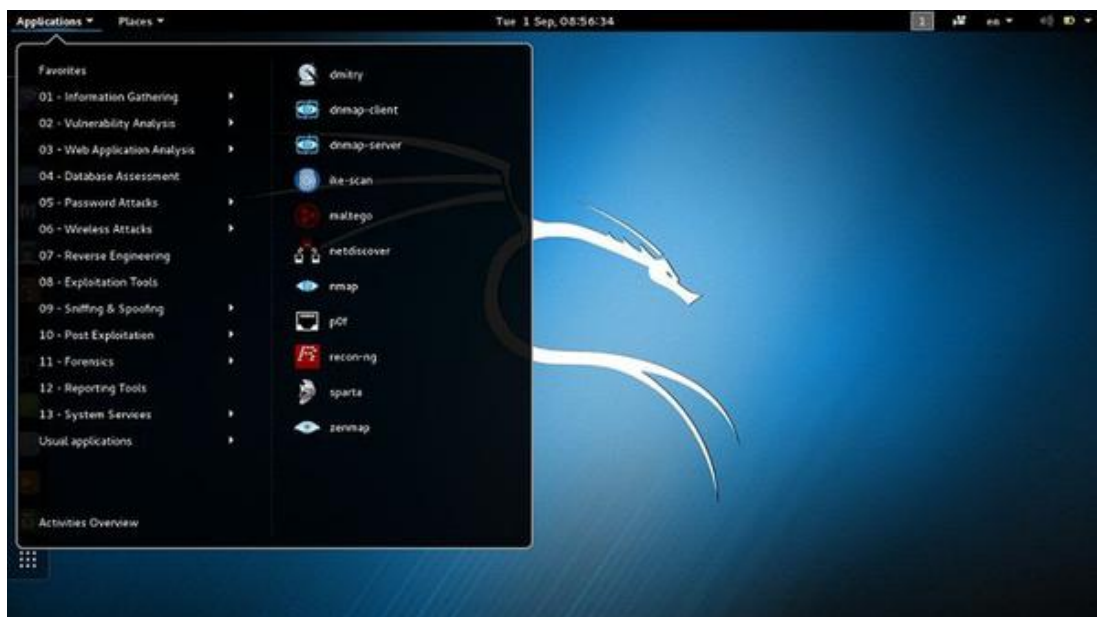 Applications Places Tue 1 Sep, 08:56:34 1 en
Favorites
01 - Information Gathering
02 - Vulnerability Analysis
03 - Web Application Analysis
04 - Database Assessment
05 - Password Attacks
06 - Wireless Attacks
07 - Reverse Engineering
08 - Exploitation Tools
09 - Sniffing & Spoofing
10 - Post Exploitation
11 - Forensics
12 - Reporting Tools
13 - System Services
Usual applications
Activities Overview
dmitry
dnmap-client
dnmap-server
ike-scan
maltego
netdiscover
nmap
p0f
recon-ng
sparta
zenmap